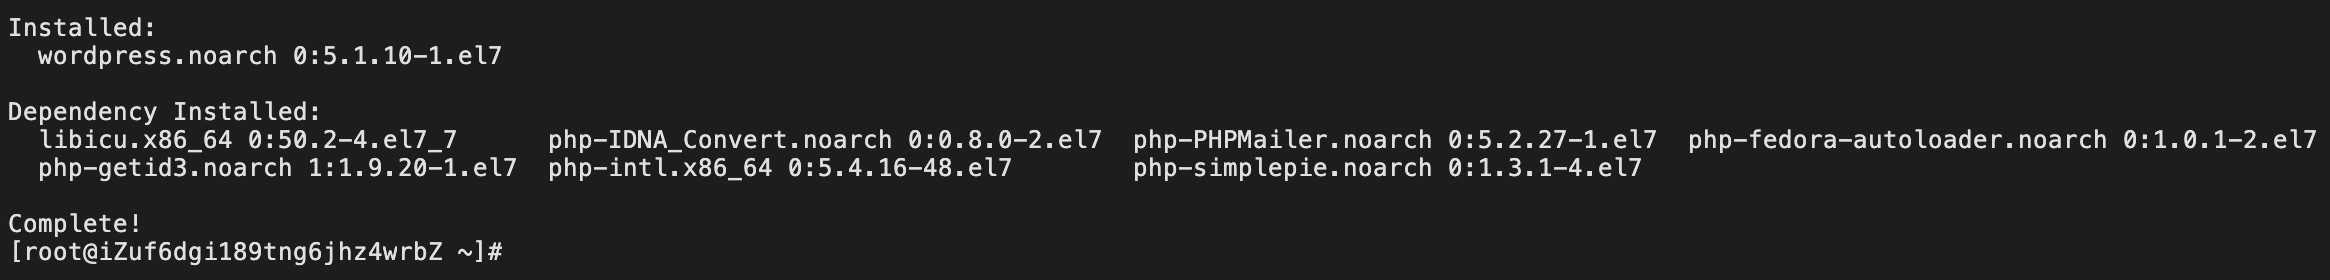 Installed:
  wordpress.noarch 0:5.1.10-1.el7

Dependency Installed:
  libicu.x86_64 0:50.2-4.el7_7      php-IDNA_Convert.noarch 0:0.8.0-2.el7  php-PHPMailer.noarch 0:5.2.27-1.el7  php-fedora-autoloader.noarch 0:1.0.1-2.el7
  php-getid3.noarch 1:1.9.20-1.el7  php-intl.x86_64 0:5.4.16-48.el7        php-simplepie.noarch 0:1.3.1-4.el7

Complete!
[root@iZuf6dgi189tng6jhz4wrbZ ~]#